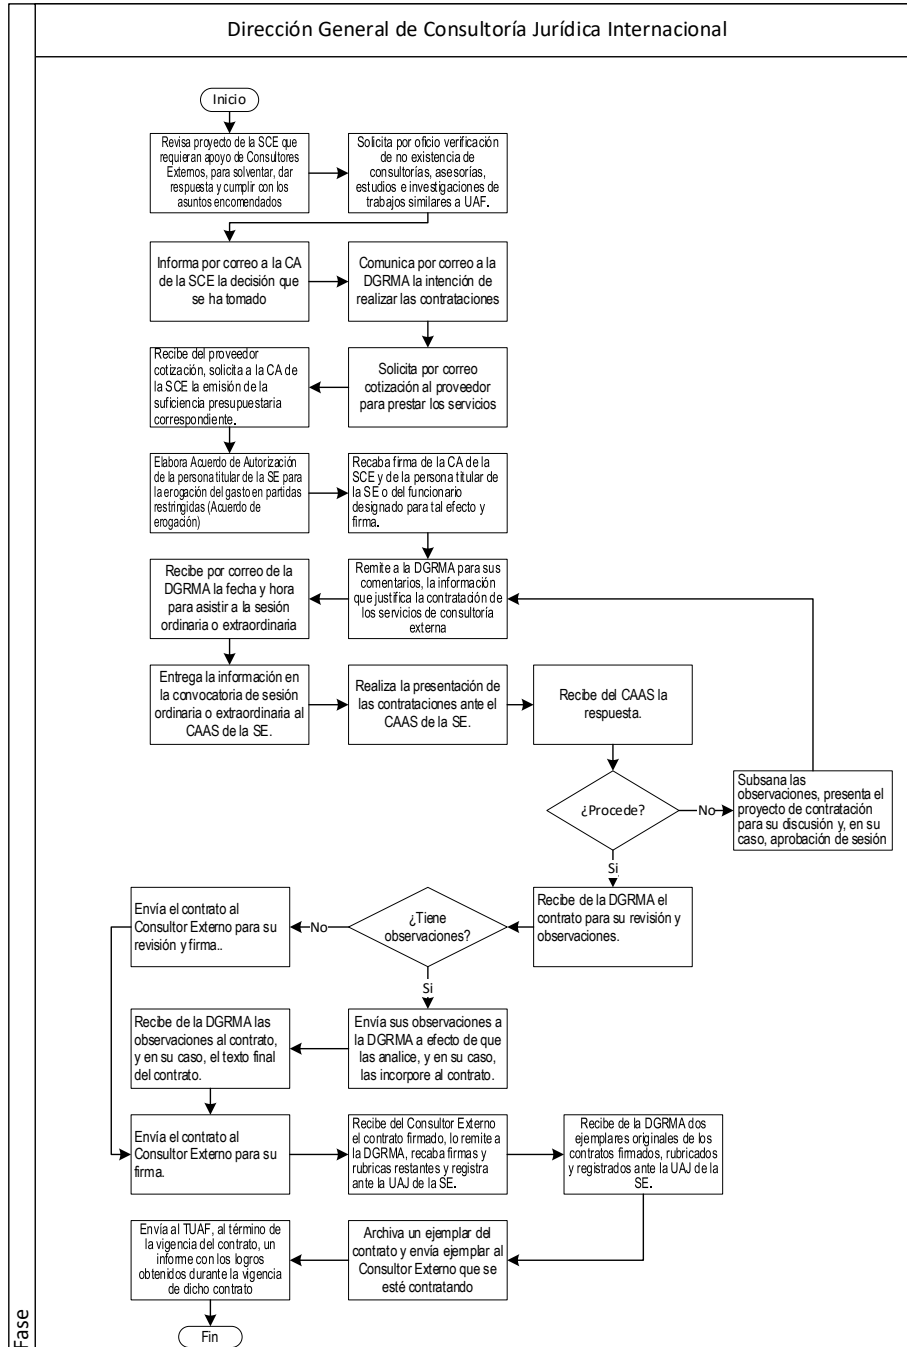 Dirección General de Consultoría Jurídica Internacional
Inicio
Revisa proyecto de la SCE que
requieran apoyo de Consultores
Externos, para solventar, dar
respuesta y cumplir con los
asuntos encomendados
Solicita por oficio verificación
de no existencia de
consultorías, asesorías,
estudios e investigaciones de
trabajos similares a UAF.
Informa por correo a la CA
de la SCE la decisión que
se ha tomado
Comunica por correo a la
DGRMA la intención de
realizar las contrataciones
Solicita por correo
cotización al proveedor
para prestar los servicios
Recibe del proveedor
cotización, solicita a la CA de
la SCE la emisión de la
suficiencia presupuestaria
correspondiente.
Elabora Acuerdo de Autorización
de la persona titular de la SE para
la erogación del gasto en partidas
restringidas (Acuerdo de
erogación)
Recaba firma de la CA de la
SCE y de la persona titular de
la SE o del funcionario
designado para tal efecto y
firma.
Remite a la DGRMA para sus
comentarios, la información
que justifica la contratación de
los servicios de consultoría
externa
Recibe por correo de la
DGRMA la fecha y hora
para asistir a la sesión
ordinaria o extraordinaria
Entrega la información en
la convocatoria de sesión
ordinaria o extraordinaria al
CAAS de la SE.
Realiza la presentación de
las contrataciones ante el
CAAS de la SE.
Recibe del CAAS la
respuesta.
¿Procede?
No
Subsana las
observaciones, presenta el
proyecto de contratación
para su discusión y, en su
caso, aprobación de sesión
Si
Recibe de la DGRMA el
contrato para su revisión y
observaciones.
¿Tiene
observaciones?
No
Envía el contrato al
Consultor Externo para su
revisión y firma..
Si
Envía sus observaciones a
la DGRMA a efecto de que
las analice, y en su caso,
las incorpore al contrato.
Recibe de la DGRMA las
observaciones al contrato,
y en su caso, el texto final
del contrato.
Envía el contrato al
Consultor Externo para su
firma.
Recibe del Consultor Externo
el contrato firmado, lo remite a
la DGRMA, recaba firmas y
rubricas restantes y registra
ante la UAJ de la SE.
Recibe de la DGRMA dos
ejemplares originales de los
contratos firmados, rubricados
y registrados ante la UAJ de la
SE.
Archiva un ejemplar del
contrato y envía ejemplar al
Consultor Externo que se
esté contratando
Envía al TUAF, al término de
la vigencia del contrato, un
informe con los logros
obtenidos durante la vigencia
de dicho contrato
Fin
Fase